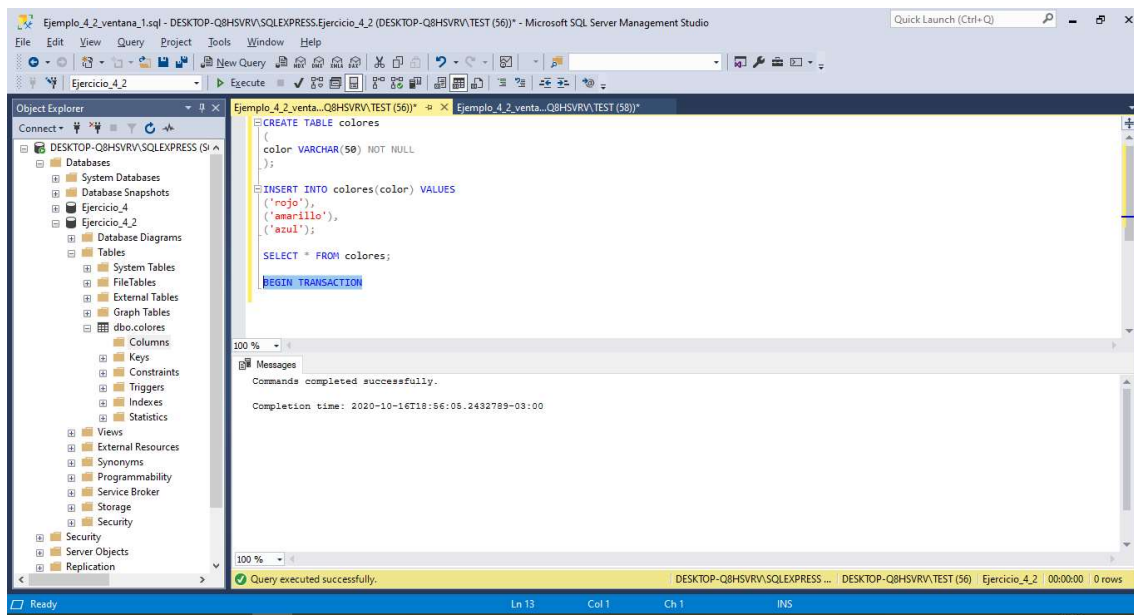 Ejemplo_4_2_ventana_1.sql - DESKTOP-Q8HSVRV\SQLEXPRESS.Ejercicio_4_2 (DESKTOP-Q8HSVRV\TEST (56))* - Microsoft SQL Server Management Studio
Quick Launch (Ctrl+Q)
File Edit View Query Project Tools Window Help
New Query
Ejercicio_4_2
Execute
Object Explorer
Ejemplo_4_2_venta...Q8HSVRV\TEST (56))*
Ejemplo_4_2_venta...Q8HSVRV\TEST (58))*
Connect
DESKTOP-Q8HSVRV\SQLEXPRESS (S
Databases
System Databases
Database Snapshots
Ejercicio_4
Ejercicio_4_2
Database Diagrams
Tables
System Tables
FileTables
External Tables
Graph Tables
dbo.colores
Columns
Keys
Constraints
Triggers
Indexes
Statistics
Views
External Resources
Synonyms
Programmability
Service Broker
Storage
Security
Security
Server Objects
Replication
CREATE TABLE colores
(
color VARCHAR(50) NOT NULL
);
INSERT INTO colores(color) VALUES
('rojo'),
('amarillo'),
('azul');
SELECT * FROM colores;
BEGIN TRANSACTION
100 %
Messages
Commands completed successfully.
Completion time: 2020-10-16T18:56:05.2432789-03:00
100 %
Query executed successfully.
DESKTOP-Q8HSVRV\SQLEXPRESS ... DESKTOP-Q8HSVRV\TEST (56) Ejercicio_4_2 00:00:00 0 rows
Ready Ln 13 Col 1 Ch 1 INS